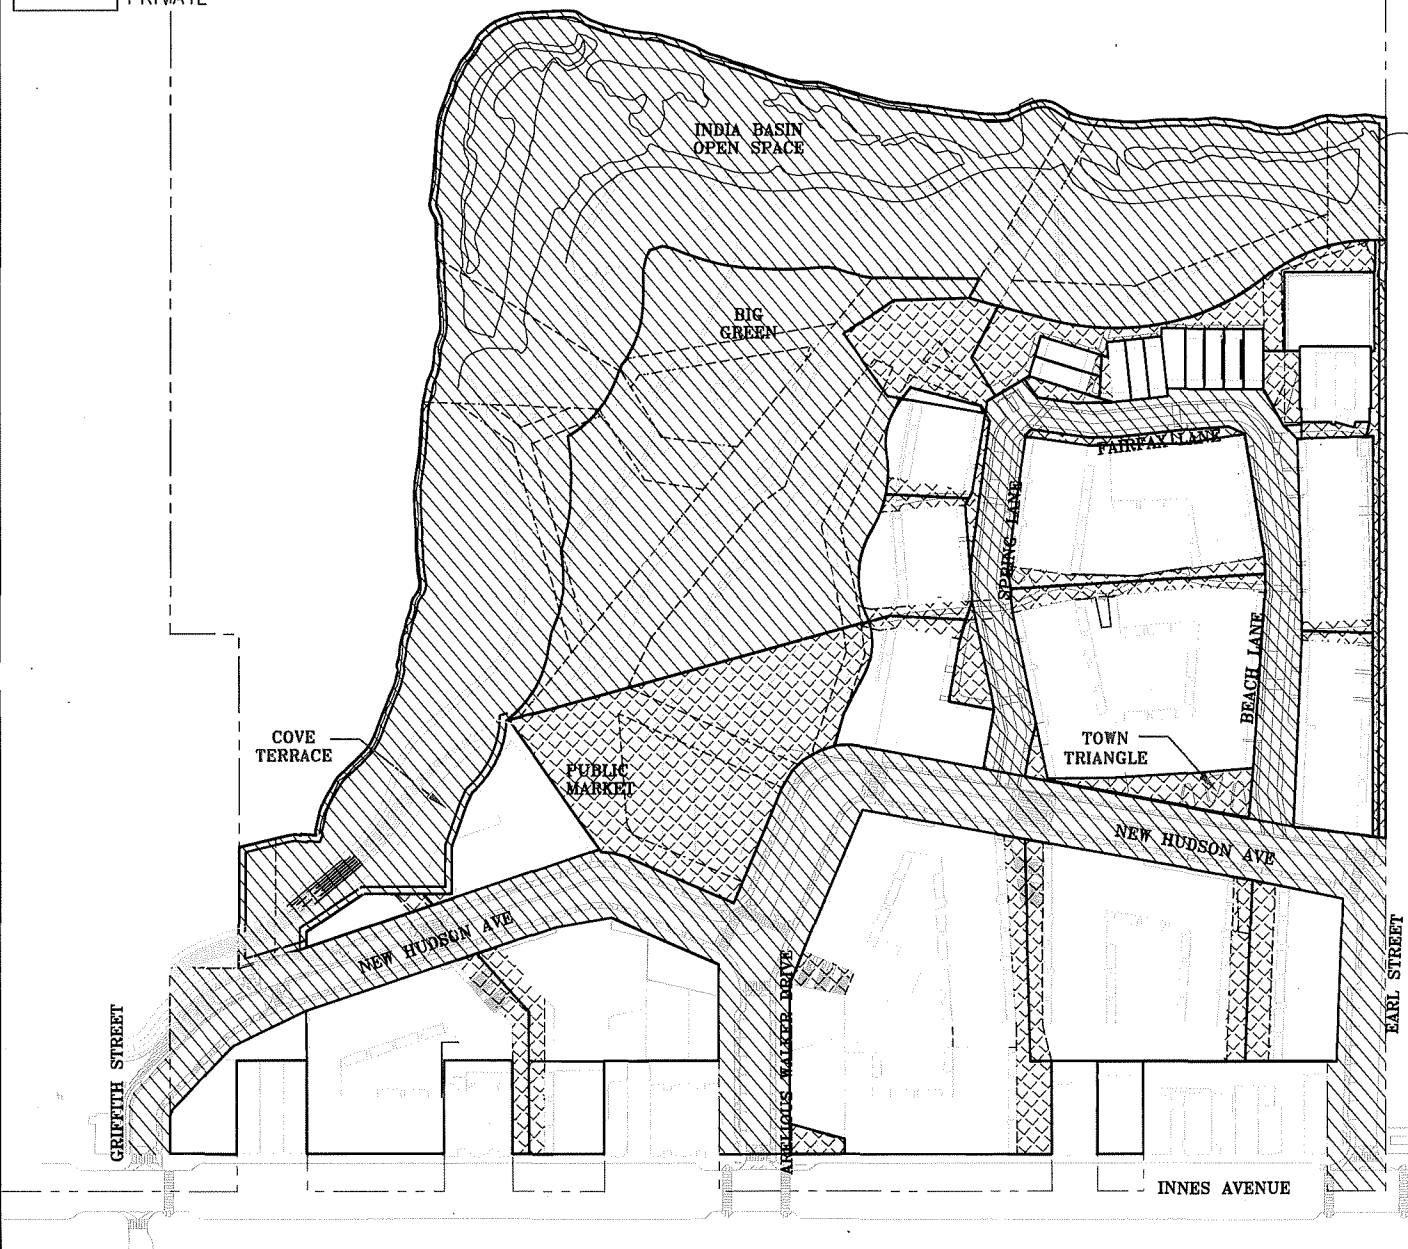 PRIVATE
INDIA BASIN
OPEN SPACE
BIG
GREEN
FAIRFAX LANE
SPRING LANE
BEACH LANE
COVE
TERRACE
TOWN
TRIANGLE
PUBLIC
MARKET
NEW HUDSON AVE
NEW HUDSON AVE
EARL STREET
ARELIOUS WALKER DRIVE
GRIFFITH STREET
INNES AVENUE